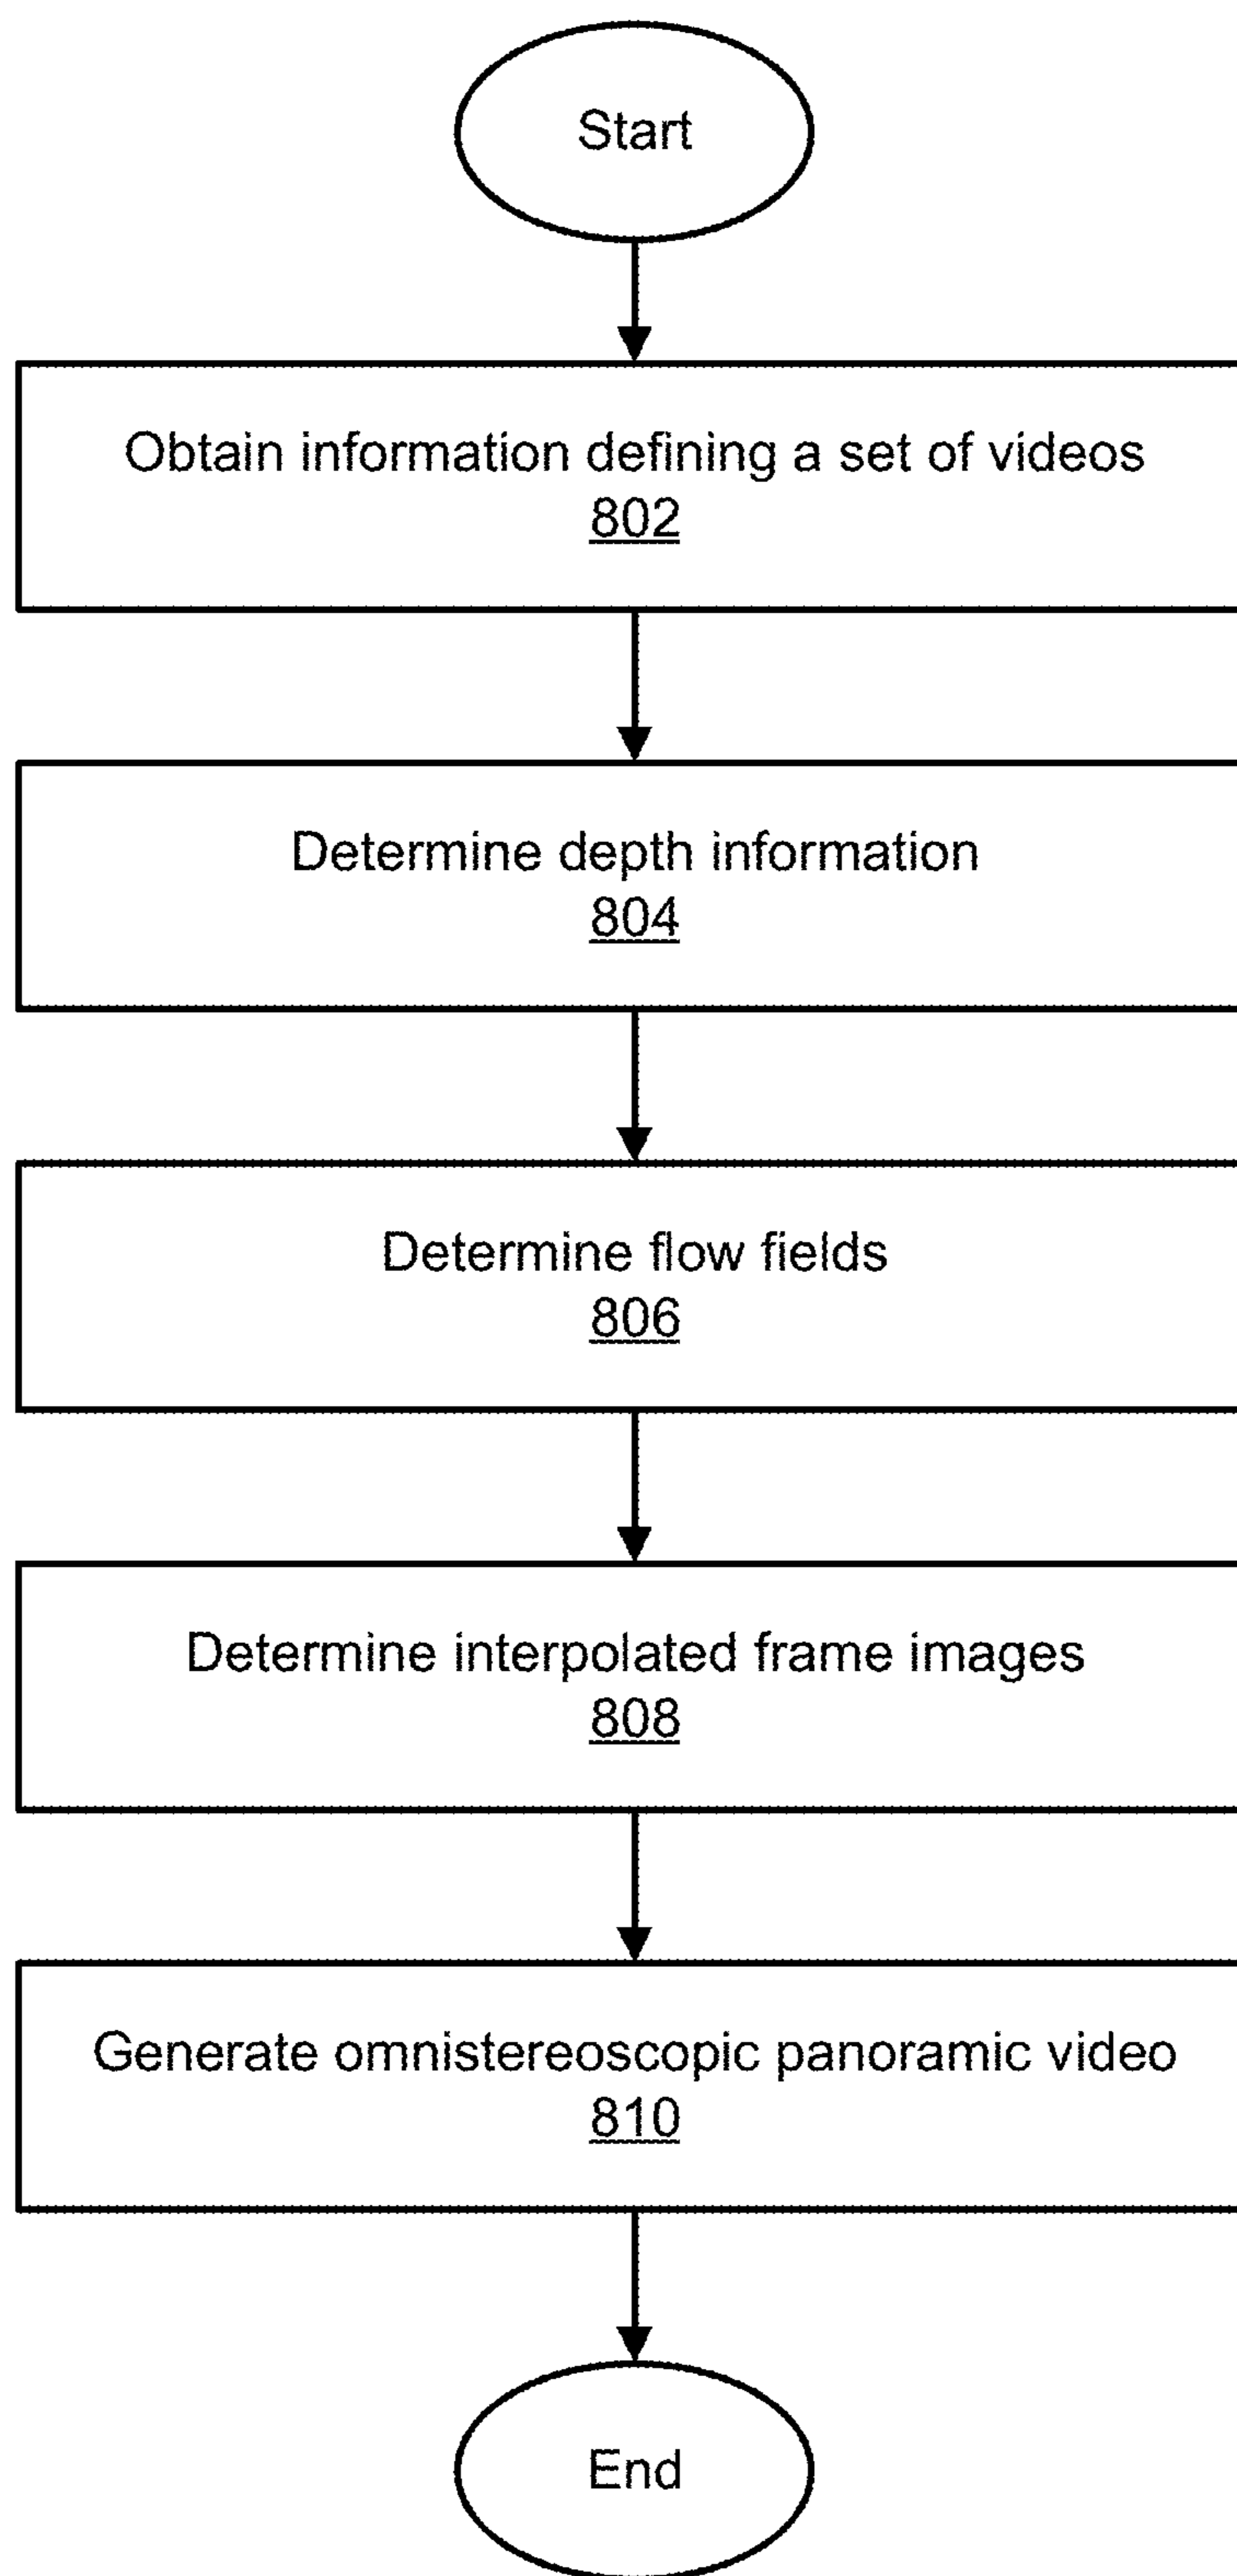 Start
Obtain information defining a set of videos
802
Determine depth information
804
Determine flow fields
806
Determine interpolated frame images
808
Generate omnistereoscopic panoramic video
810
End